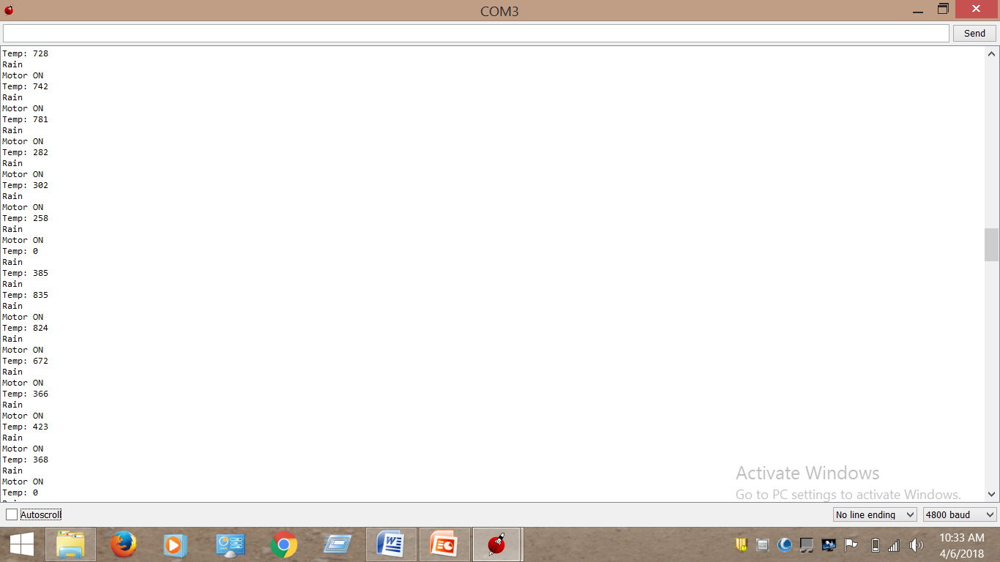 COM3
Send
Temp: 728
Rain
Motor ON
Temp: 742
Rain
Motor ON
Temp: 781
Rain
Motor ON
Temp: 282
Rain
Motor ON
Temp: 302
Rain
Motor ON
Temp: 258
Rain
Motor ON
Temp: 0
Rain
Temp: 385
Rain
Temp: 835
Rain
Motor ON
Temp: 824
Rain
Motor ON
Temp: 672
Rain
Motor ON
Temp: 366
Rain
Motor ON
Temp: 423
Rain
Motor ON
Temp: 368
Rain
Motor ON
Temp: 0
Activate Windows
Go to PC settings to activate Windows.
Autoscroll
No line ending
4800 baud
10:33 AM
4/6/2018